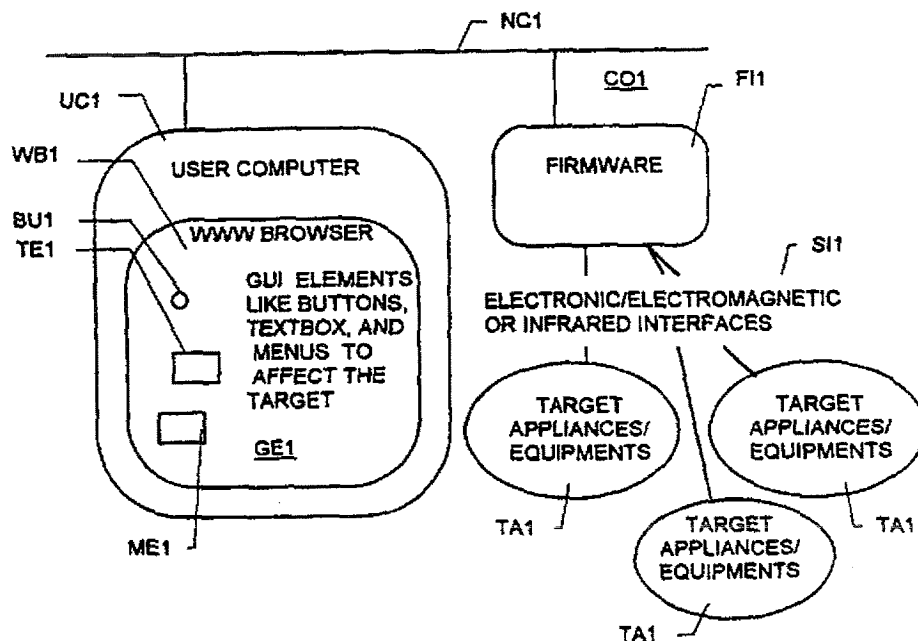 NC1
CO1
FI1
UC1
WB1
BU1
TE1
USER COMPUTER
WWW BROWSER
GUI ELEMENTS
LIKE BUTTONS,
TEXTBOX, AND
MENUS TO
AFFECT THE
TARGET
GE1
ME1
FIRMWARE
SI1
ELECTRONIC/ELECTROMAGNETIC
OR INFRARED INTERFACES
TARGET
APPLIANCES/
EQUIPMENTS
TA1
TARGET
APPLIANCES/
EQUIPMENTS
TA1
TARGET
APPLIANCES/
EQUIPMENTS
TA1